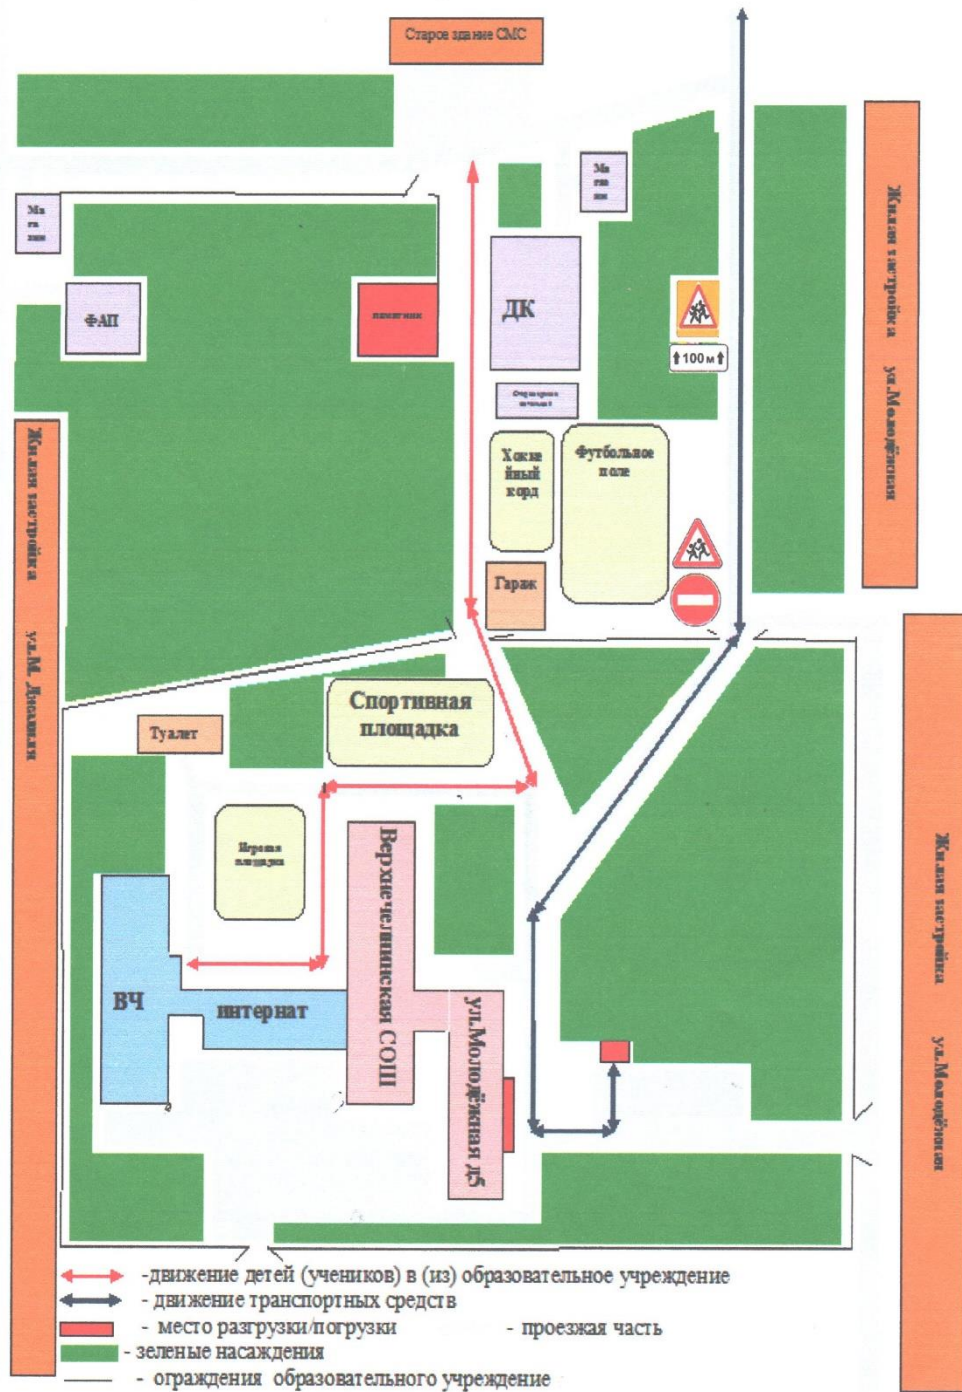 Старое здание СМС
Ма
га
зин
Ма
га
зин
ФАП
памятник
ДК
100 м
Жилая застройка ул.Молодёжная
Хокке
йный
корд
Футбольное
поле
Гараж
Жилая застройка
Спортивная
площадка
Туалет
Игровая
площадка
Верхнечелнинская СОШ
ВЧ
интернат
ул.Молодёжная д5
Жилая застройка ул.Молодёжная
-движение детей (учеников) в (из) образовательное учреждение
- движение транспортных средств
- место разгрузки/погрузки - проезжая часть
- зеленые насаждения
- ограждения образовательного учреждение